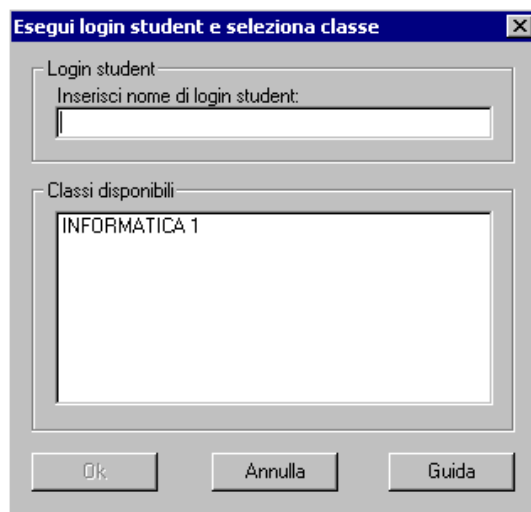 Esegui login student e seleziona classe
Login student
Inserisci nome di login student:
Classi disponibili
INFORMATICA 1
Ok
Annulla
Guida